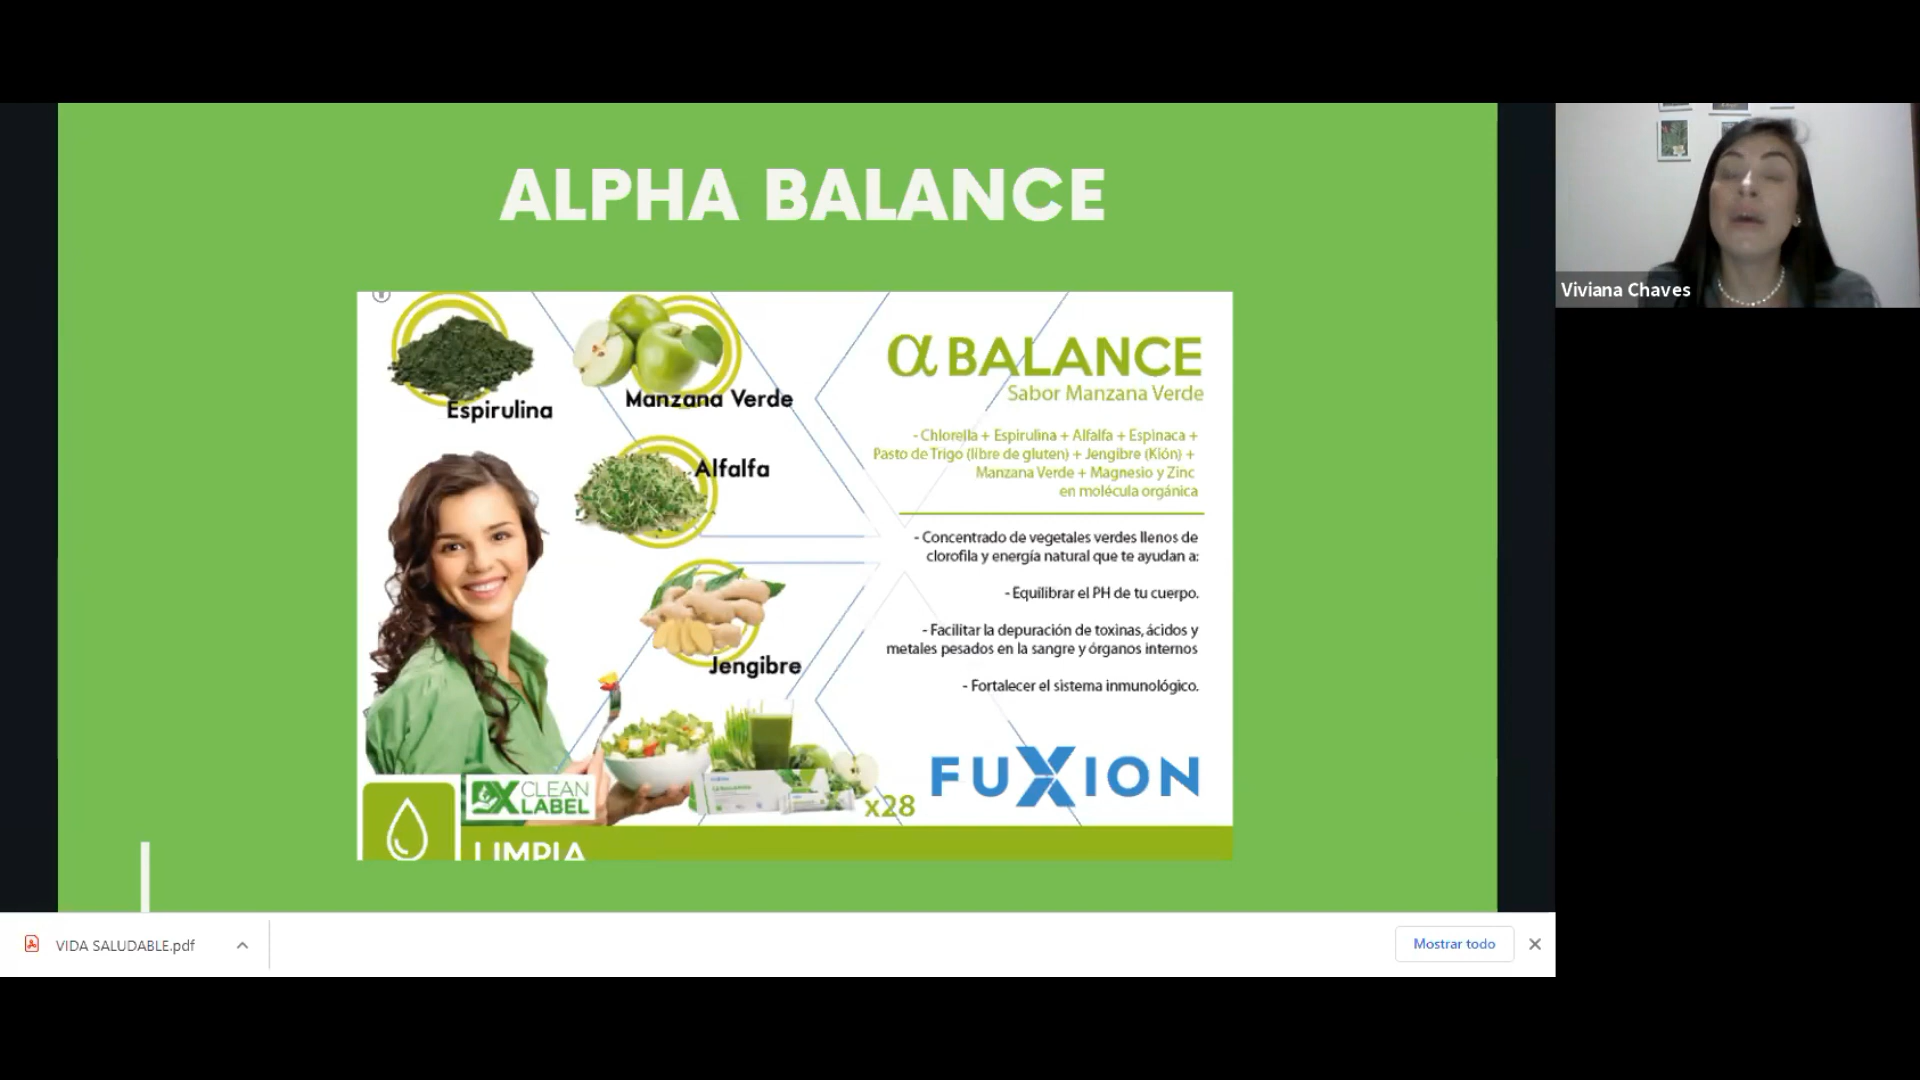 ALPHA BALANCE
Viviana Chaves
Espirulina
Manzana Verde
Alfalfa
Jengibre
α BALANCE
Sabor Manzana Verde
- Chlorella + Espirulina + Alfalfa + Espinaca +
Pasto de Trigo (libre de gluten) + Jengibre (Kión) +
Manzana Verde + Magnesio y Zinc
en molécula orgánica
- Concentrado de vegetales verdes llenos de
clorofila y energía natural que te ayudan a:
- Equilibrar el PH de tu cuerpo.
- Facilitar la depuración de toxinas, ácidos y
metales pesados en la sangre y órganos internos
- Fortalecer el sistema inmunológico.
X CLEAN
LABEL
x28
FUXION
LIMPIA
VIDA SALUDABLE.pdf
Mostrar todo